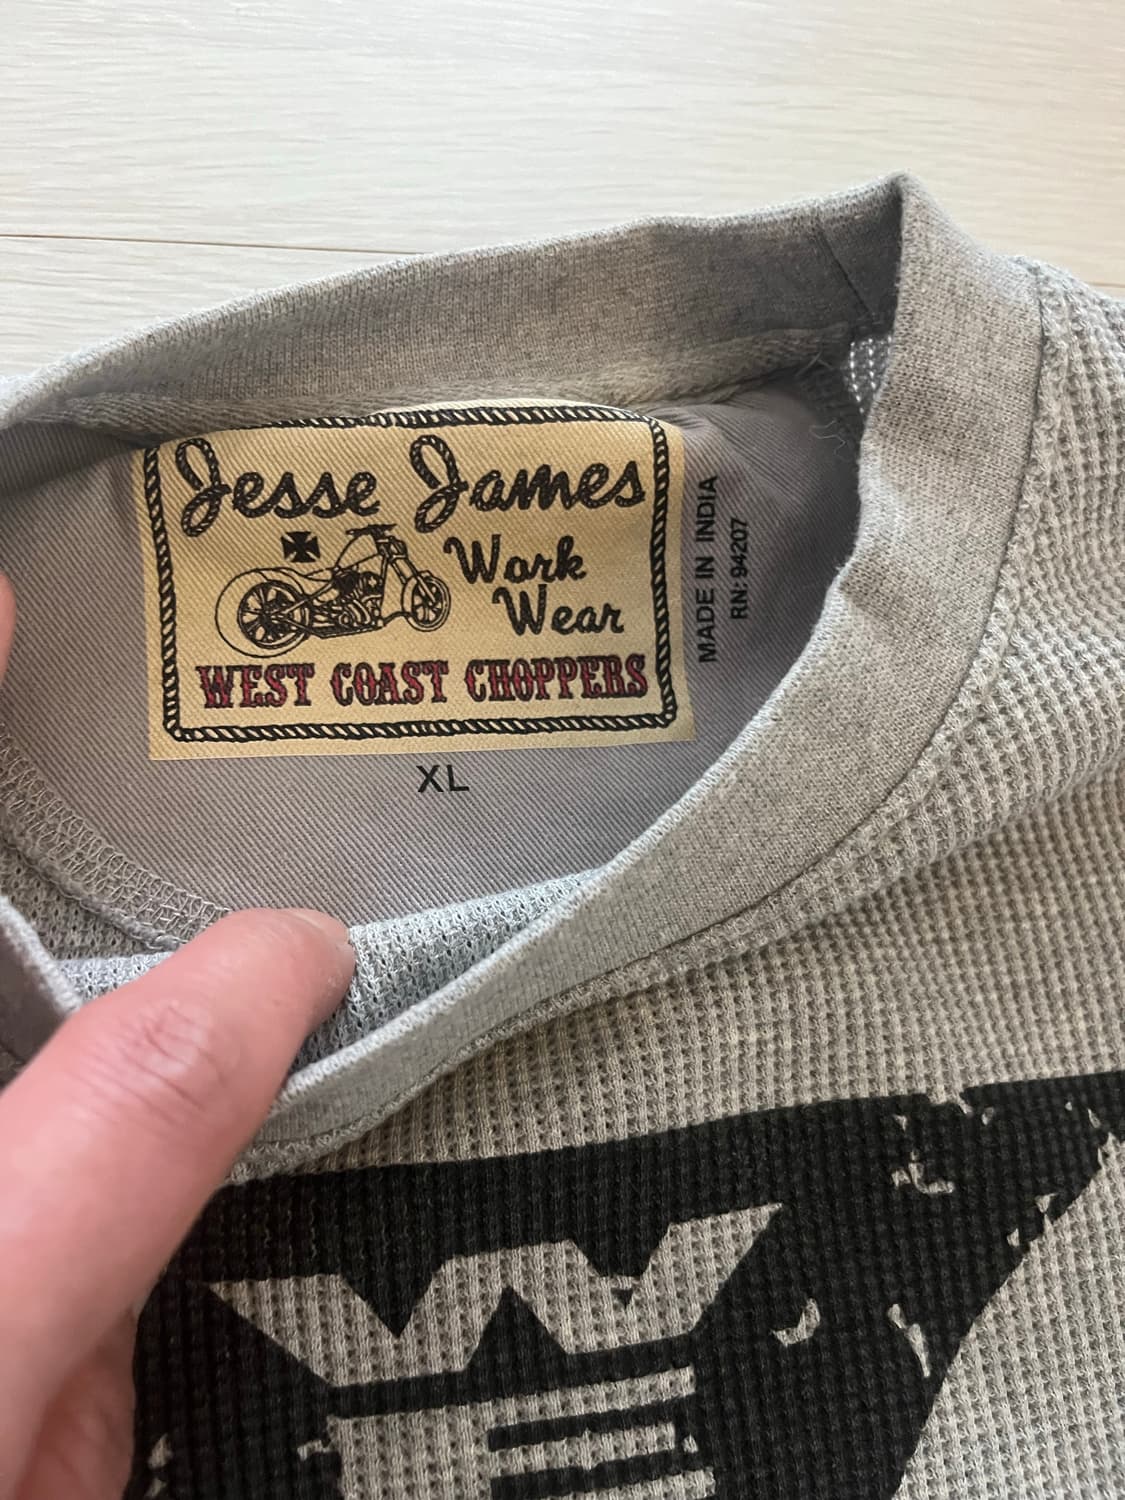 Jesse James
Work
Wear
WEST COAST CHOPPERS
XL
MADE IN INDIA
RN: 94207